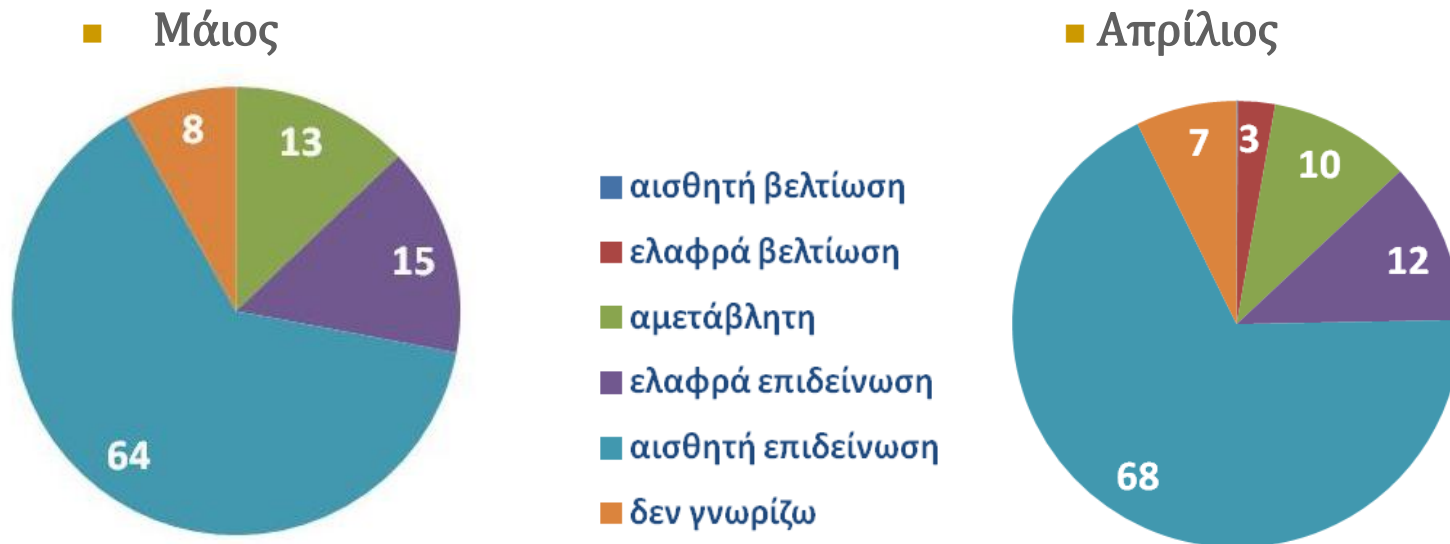 Μάιος
Απρίλιος
8
13
15
64
αισθητή βελτίωση
ελαφρά βελτίωση
αμετάβλητη
ελαφρά επιδείνωση
αισθητή επιδείνωση
δεν γνωρίζω
7
3
10
12
68